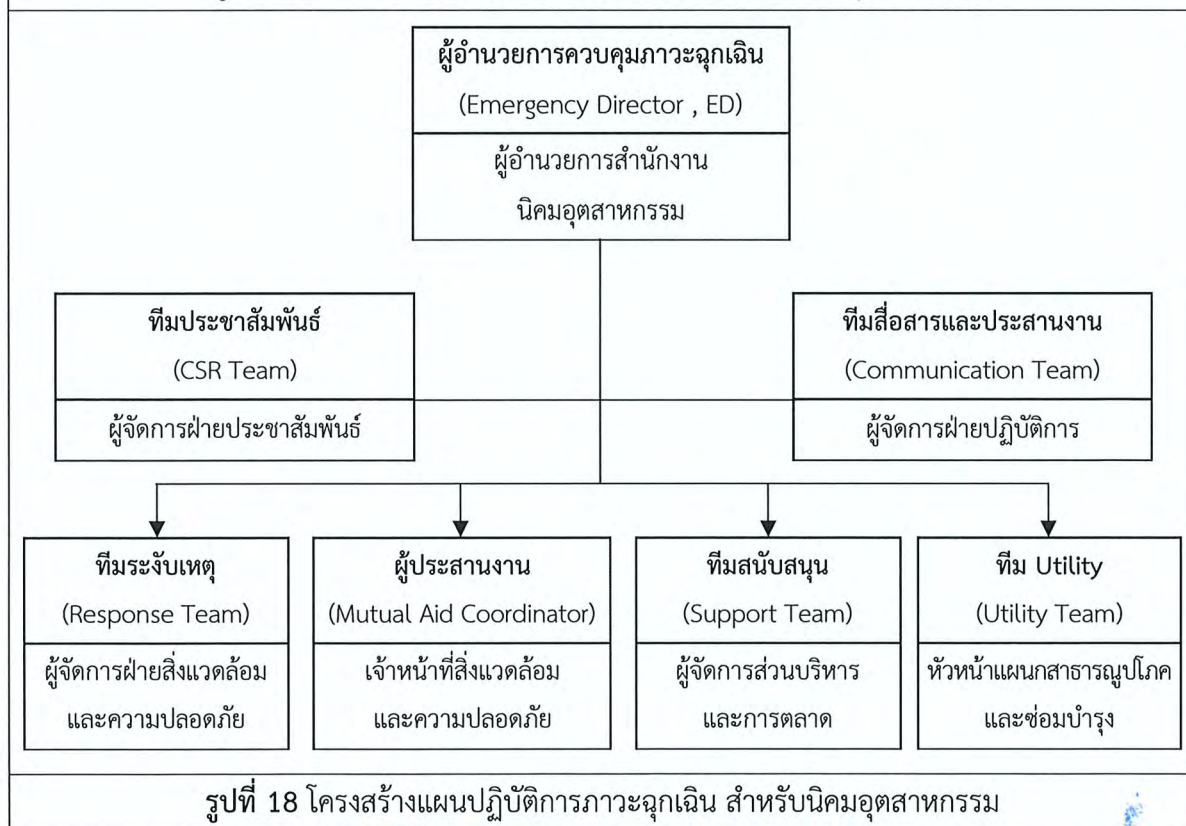 ผู้อำนวยการควบคุมภาวะฉุกเฉิน
(Emergency Director , ED)
ผู้อำนวยการสำนักงาน
นิคมอุตสาหกรรม
ทีมประชาสัมพันธ์
(CSR Team)
ผู้จัดการฝ่ายประชาสัมพันธ์
ทีมสื่อสารและประสานงาน
(Communication Team)
ผู้จัดการฝ่ายปฏิบัติการ
ทีมระงับเหตุ
(Response Team)
ผู้จัดการฝ่ายสิ่งแวดล้อม
และความปลอดภัย
ผู้ประสานงาน
(Mutual Aid Coordinator)
เจ้าหน้าที่สิ่งแวดล้อม
และความปลอดภัย
ทีมสนับสนุน
(Support Team)
ผู้จัดการส่วนบริหาร
และการตลาด
ทีม Utility
(Utility Team)
หัวหน้าแผนกสาธารณูปโภค
และซ่อมบำรุง
รูปที่ 18 โครงสร้างแผนปฏิบัติการภาวะฉุกเฉิน สำหรับนิคมอุตสาหกรรม